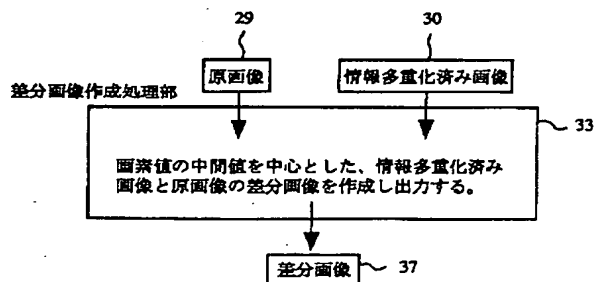 29
30
原画像
情報多重化済み画像
差分画像作成処理部
33
画素値の中間値を中心とした、情報多重化済み
画像と原画像の差分画像を作成し出力する。
差分画像
37